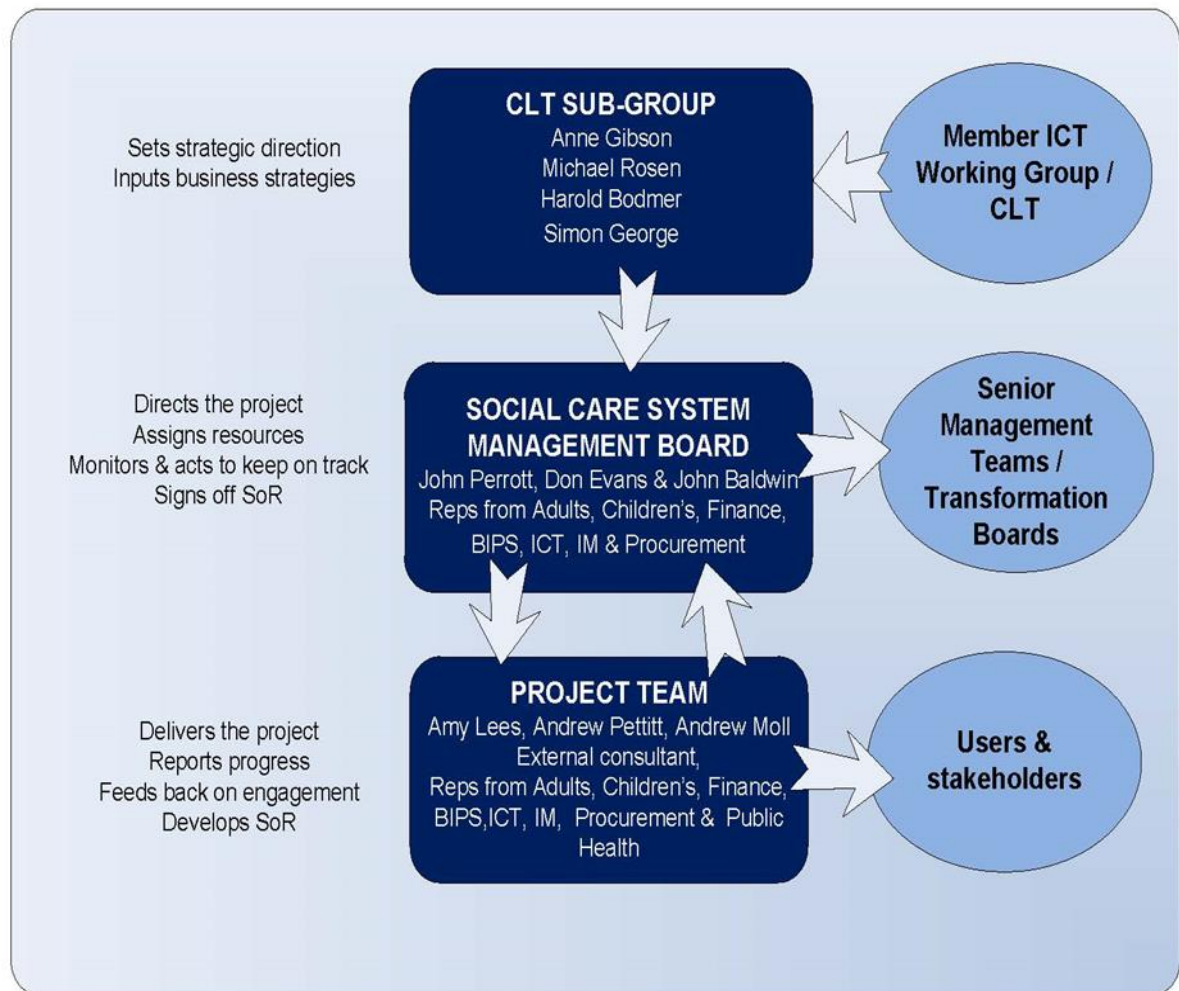 Sets strategic direction
Inputs business strategies
CLT SUB-GROUP
Anne Gibson
Michael Rosen
Harold Bodmer
Simon George
Member ICT
Working Group /
CLT
Directs the project
Assigns resources
Monitors & acts to keep on track
Signs off SoR
SOCIAL CARE SYSTEM
MANAGEMENT BOARD
John Perrott, Don Evans & John Baldwin
Reps from Adults, Children's, Finance,
BIPS, ICT, IM & Procurement
Senior
Management
Teams /
Transformation
Boards
Delivers the project
Reports progress
Feeds back on engagement
Develops SoR
PROJECT TEAM
Amy Lees, Andrew Pettitt, Andrew Moll
External consultant,
Reps from Adults, Children's, Finance,
BIPS,ICT, IM, Procurement & Public
Health
Users &
stakeholders